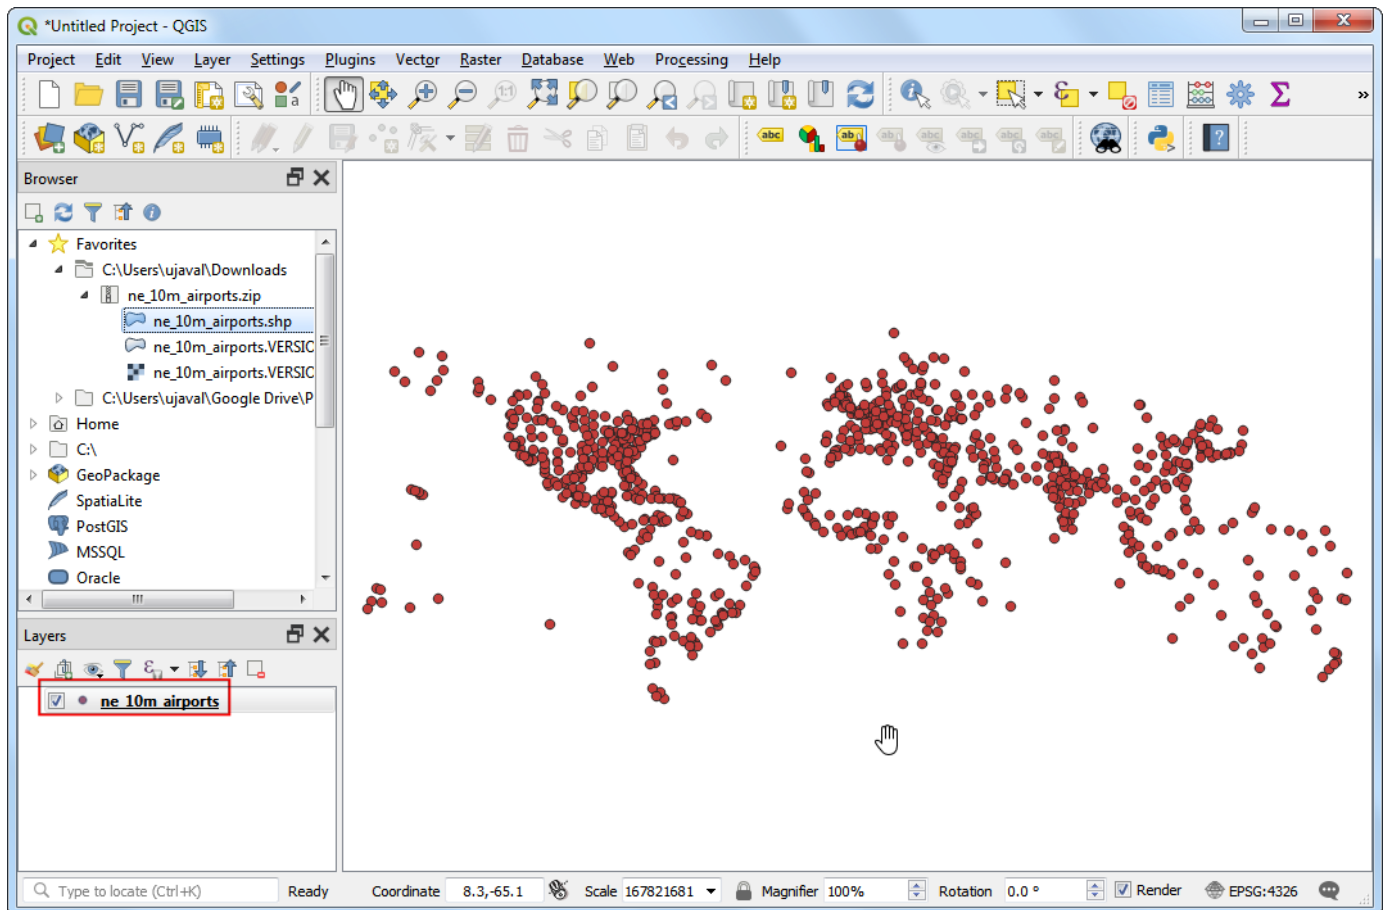 *Untitled Project - QGIS
Project Edit View Layer Settings Plugins Vector Raster Database Web Processing Help
Browser
Favorites
C:\Users\ujaval\Downloads
ne_10m_airports.zip
ne_10m_airports.shp
ne_10m_airports.VERSIC
ne_10m_airports.VERSIC
C:\Users\ujaval\Google Drive\P
Home
C:\
GeoPackage
SpatiaLite
PostGIS
MSSQL
Oracle
Layers
ne_10m_airports
Type to locate (Ctrl+K) Ready Coordinate 8.3,-65.1 Scale 167821681 Magnifier 100% Rotation 0.0 ° Render EPSG:4326